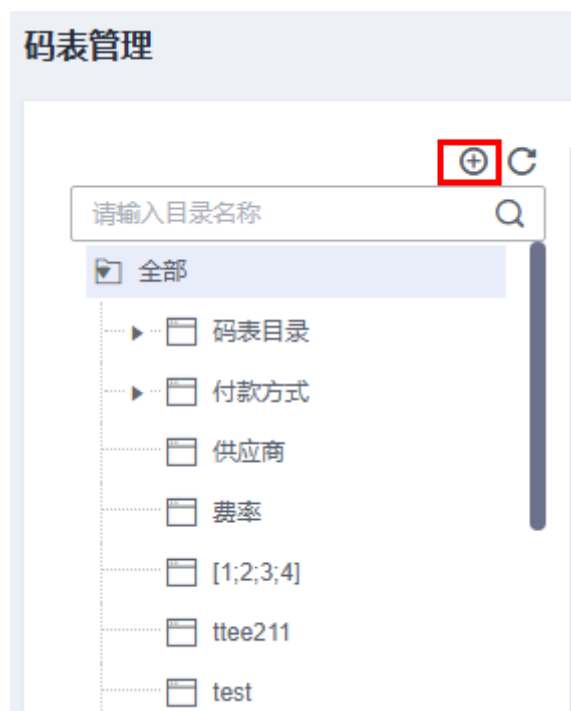 码表管理
请输入目录名称
全部
码表目录
付款方式
供应商
费率
[1;2;3;4]
ttee211
test